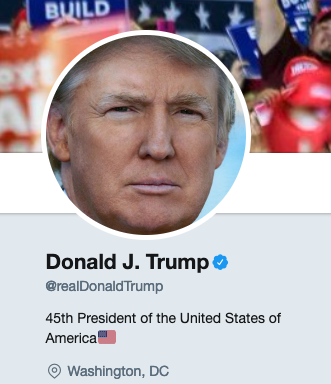 BUILD
Donald J. Trump
@realDonaldTrump
45th President of the United States of
America🇺🇸
Washington, DC